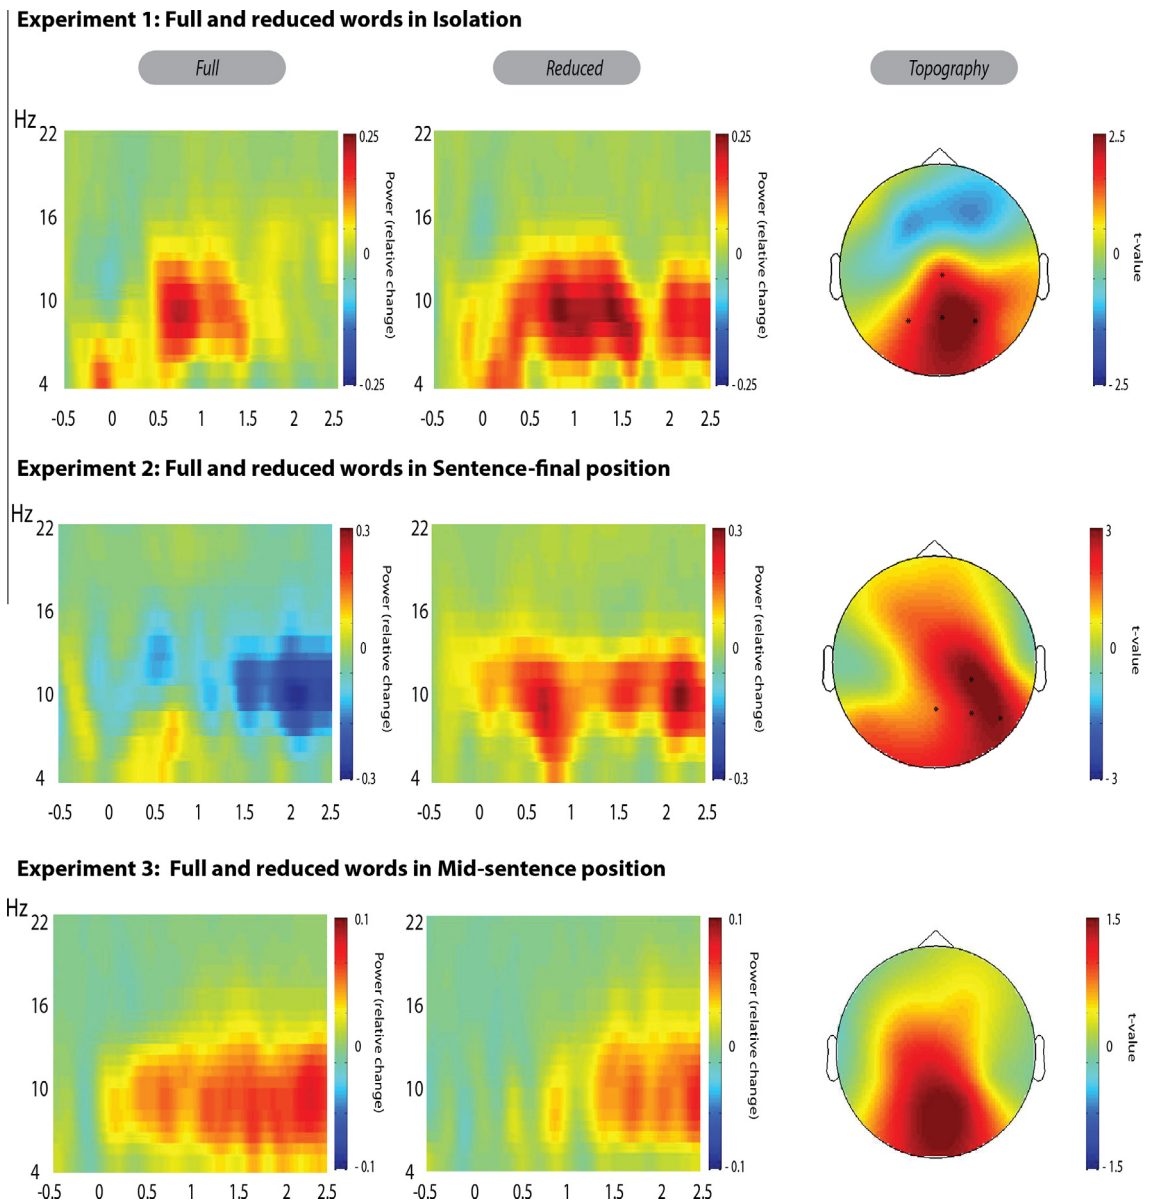 Experiment 1: Full and reduced words in Isolation
Full
Reduced
Topography
Hz
22
16
10
4
-0.5 0 0.5 1 1.5 2 2.5
0.25
0
- 0.25
Power (relative change)
22
16
10
4
-0.5 0 0.5 1 1.5 2 2.5
0.25
0
- 0.25
Power (relative change)
2.5
0
- 2.5
t-value
Experiment 2: Full and reduced words in Sentence-final position
Hz
22
16
10
4
-0.5 0 0.5 1 1.5 2 2.5
0.3
0
- 0.3
Power (relative change)
22
16
10
4
-0.5 0 0.5 1 1.5 2 2.5
0.3
0
- 0.3
Power (relative change)
3
0
- 3
t-value
Experiment 3: Full and reduced words in Mid-sentence position
Hz
22
16
10
4
-0.5 0 0.5 1 1.5 2 2.5
0.1
0
- 0.1
Power (relative change)
22
16
10
4
-0.5 0 0.5 1 1.5 2 2.5
0.1
0
- 0.1
Power (relative change)
1.5
0
- 1.5
t-value